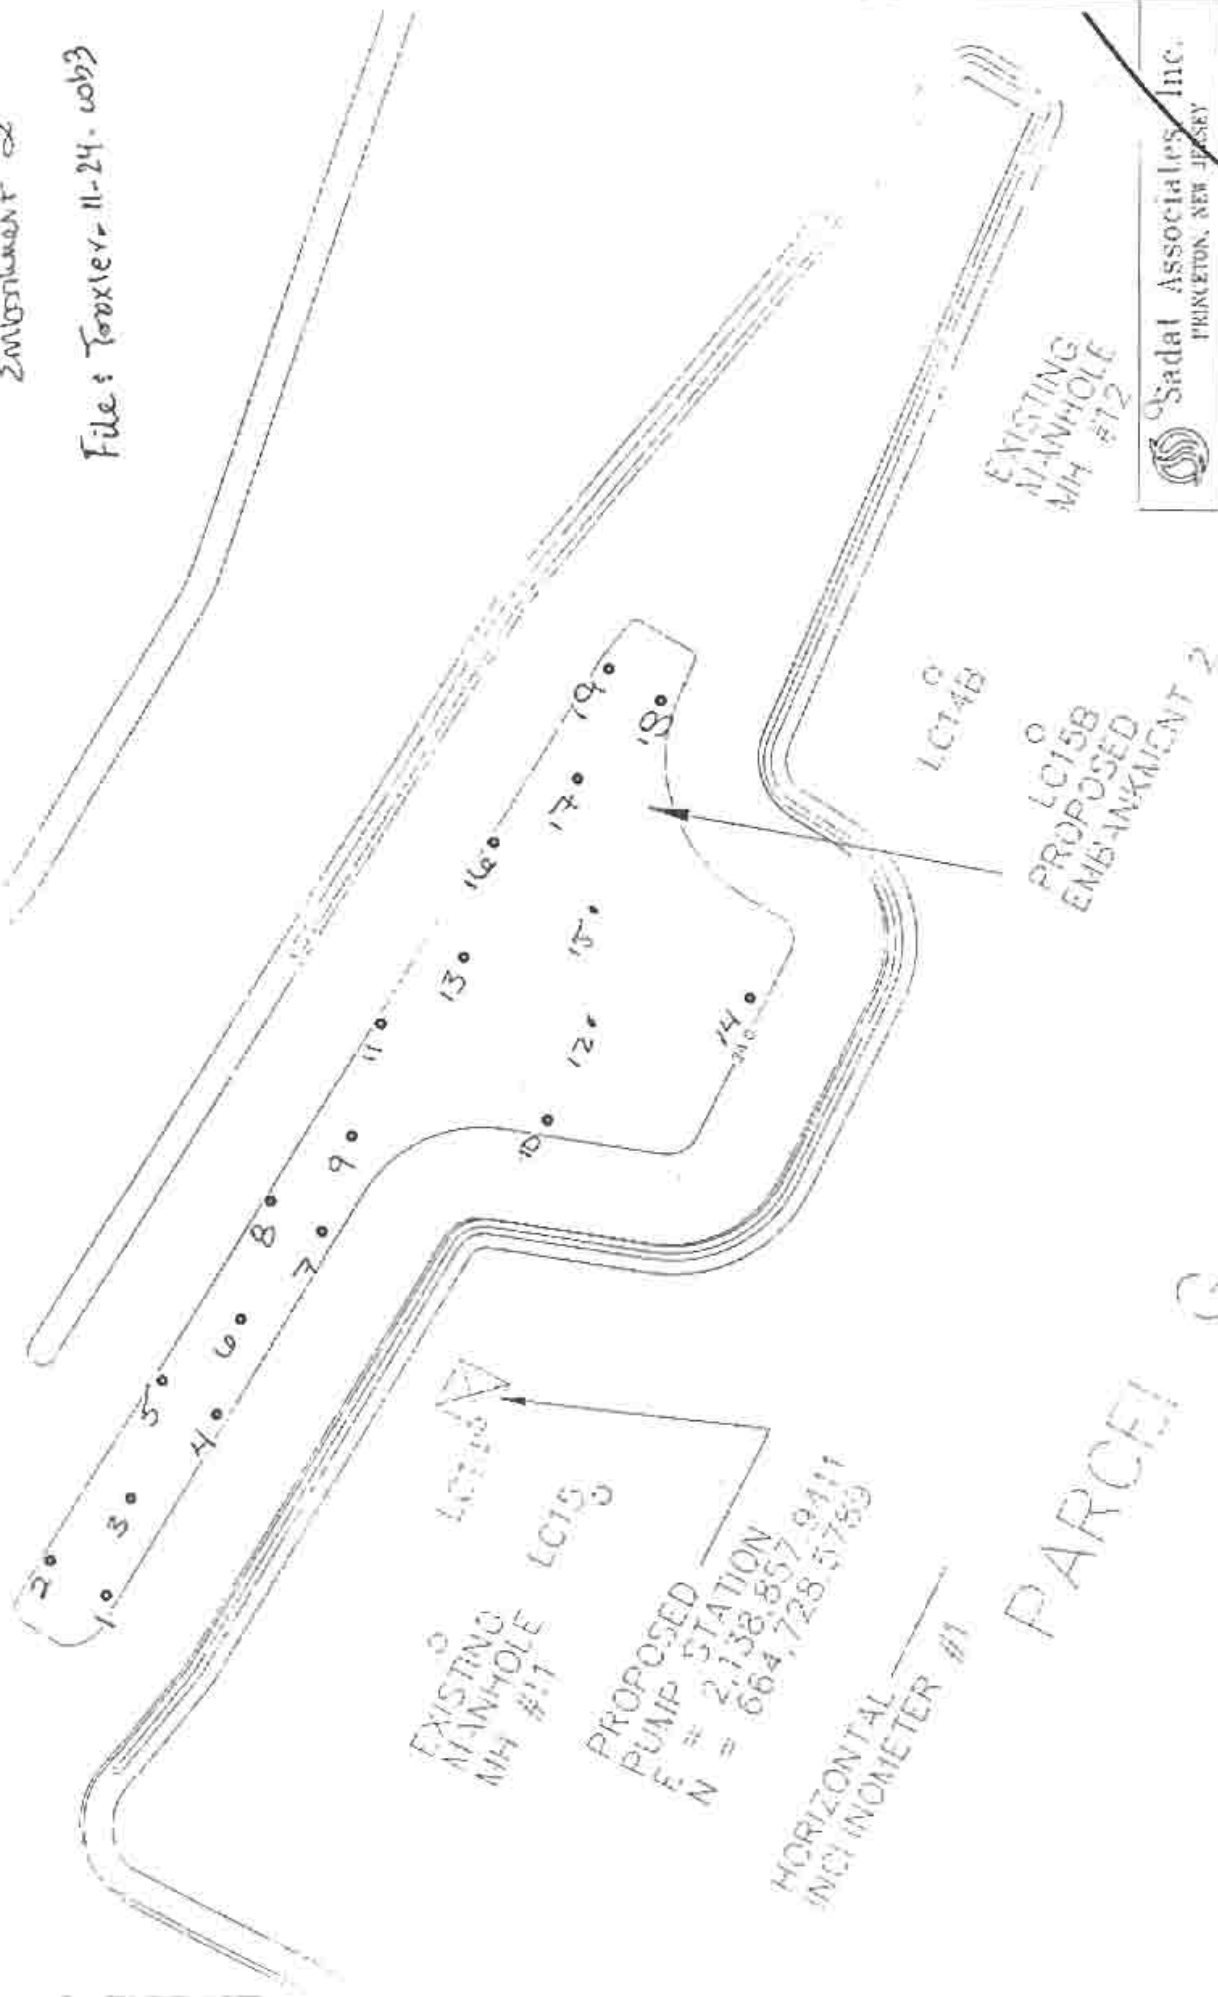 Embankment 2
File: Troxler-11-24-
1
2
3
4
5
6
7
8
9
10
11
12
13
14
15
16
17
18
19
EXISTING
MANHOLE
MH #11
LC15
PROPOSED
PUMP STATION
E = 2,138,857.9411
N = 664,728.5789
HORIZONTAL
INCLINOMETER #1
PARCEL
LC14B
LC15B
PROPOSED
EMBANKMENT 2
EXISTING
MANHOLE
MH #12
Sadat Associates, Inc.
PRINCETON, NEW JERSEY